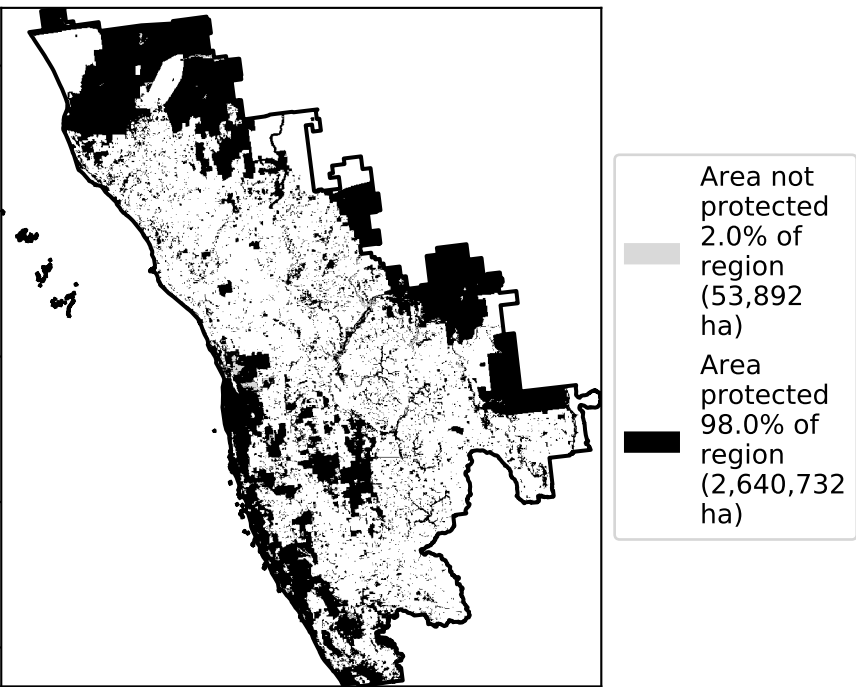 Area not
protected
2.0% of
region
(53,892
ha)
Area
protected
98.0% of
region
(2,640,732
ha)